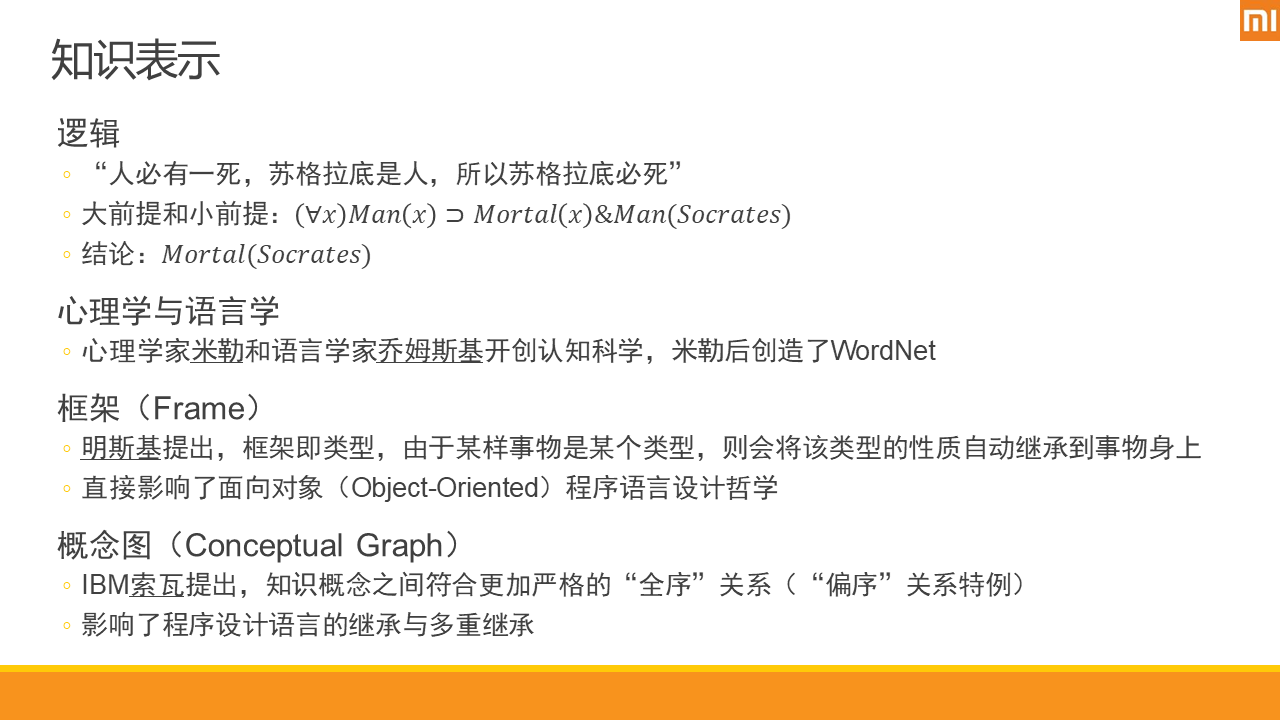 mi
知识表示
逻辑
“人必有一死，苏格拉底是人，所以苏格拉底必死”
大前提和小前提：(∀𝑥)𝑀𝑎𝑛(𝑥) ⊃ 𝑀𝑜𝑟𝑡𝑎𝑙(𝑥)&𝑀𝑎𝑛(𝑆𝑜𝑐𝑟𝑎𝑡𝑒𝑠)
结论：𝑀𝑜𝑟𝑡𝑎𝑙(𝑆𝑜𝑐𝑟𝑎𝑡𝑒𝑠)
心理学与语言学
心理学家米勒和语言学家乔姆斯基开创认知科学，米勒后创造了WordNet
框架（Frame）
明斯基提出，框架即类型，由于某样事物是某个类型，则会将该类型的性质自动继承到事物身上
直接影响了面向对象（Object-Oriented）程序语言设计哲学
概念图（Conceptual Graph）
IBM索瓦提出，知识概念之间符合更加严格的“全序”关系（“偏序”关系特例）
影响了程序设计语言的继承与多重继承